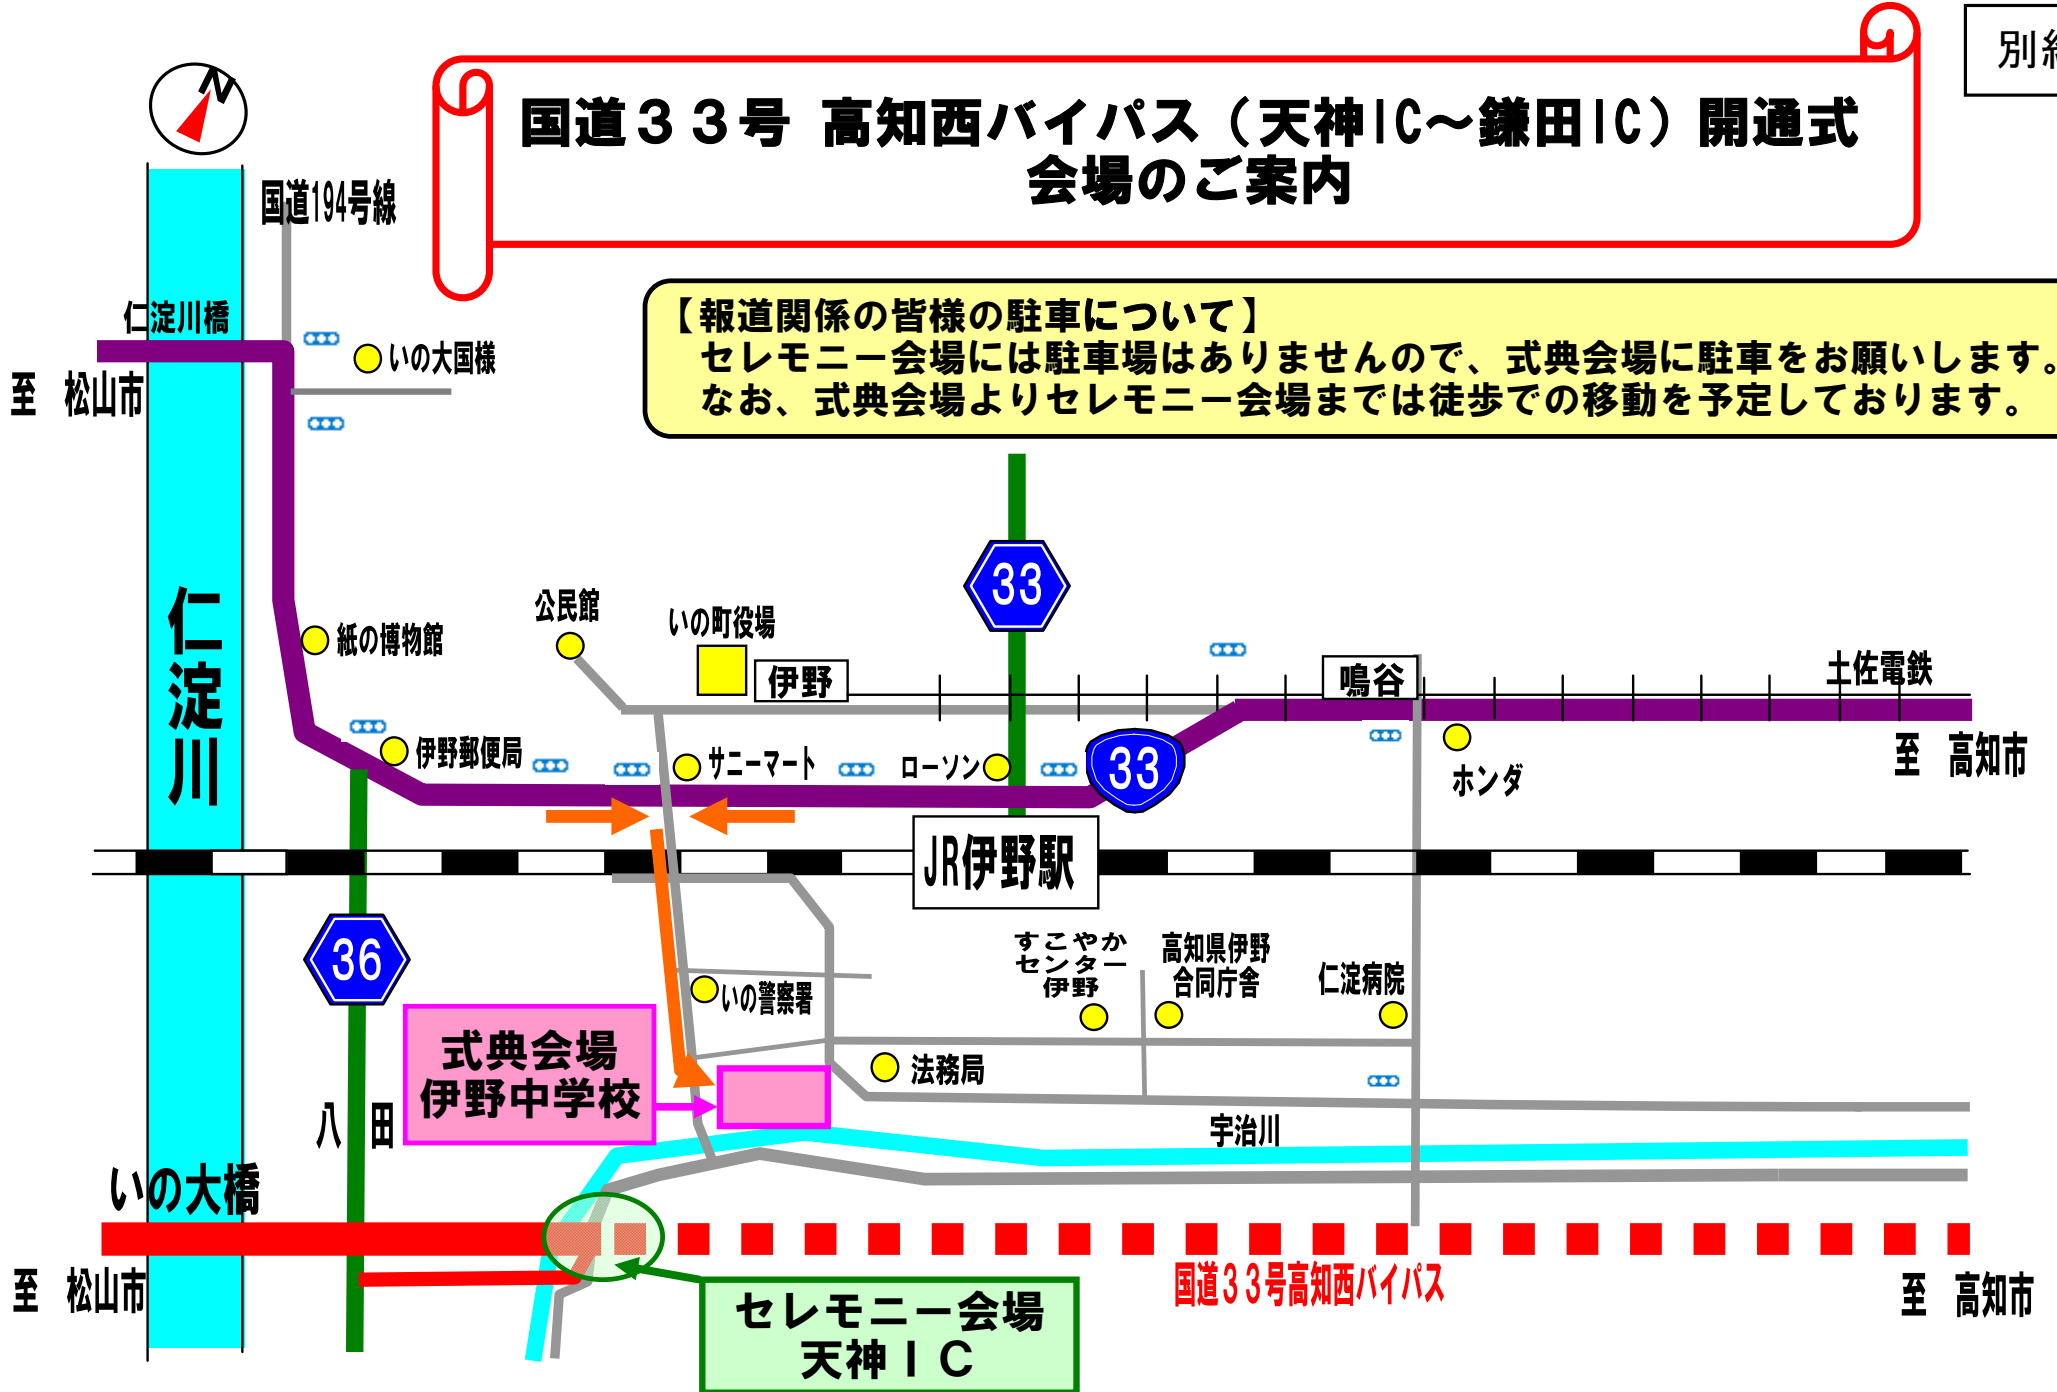 別
国道３３号 高知西バイパス（天神IC～鎌田IC）開通式
会場のご案内
N
国道194号線
【報道関係の皆様の駐車について】
セレモニー会場には駐車場はありませんので、式典会場に駐車をお願いします。
なお、式典会場よりセレモニー会場までは徒歩での移動を予定しております。
仁淀川橋
いの大国様
至 松山市
仁淀川
33
公民館
いの町役場
紙の博物館
伊野
鳴谷
土佐電鉄
伊野郵便局
サニーマート
ローソン
33
ホンダ
至 高知市
JR伊野駅
36
すこやか
センター
伊野
高知県伊野
合同庁舎
仁淀病院
いの警察署
式典会場
伊野中学校
法務局
八 田
宇治川
いの大橋
至 松山市
国道３３号高知西バイパス
至 高知市
セレモニー会場
天神ＩＣ